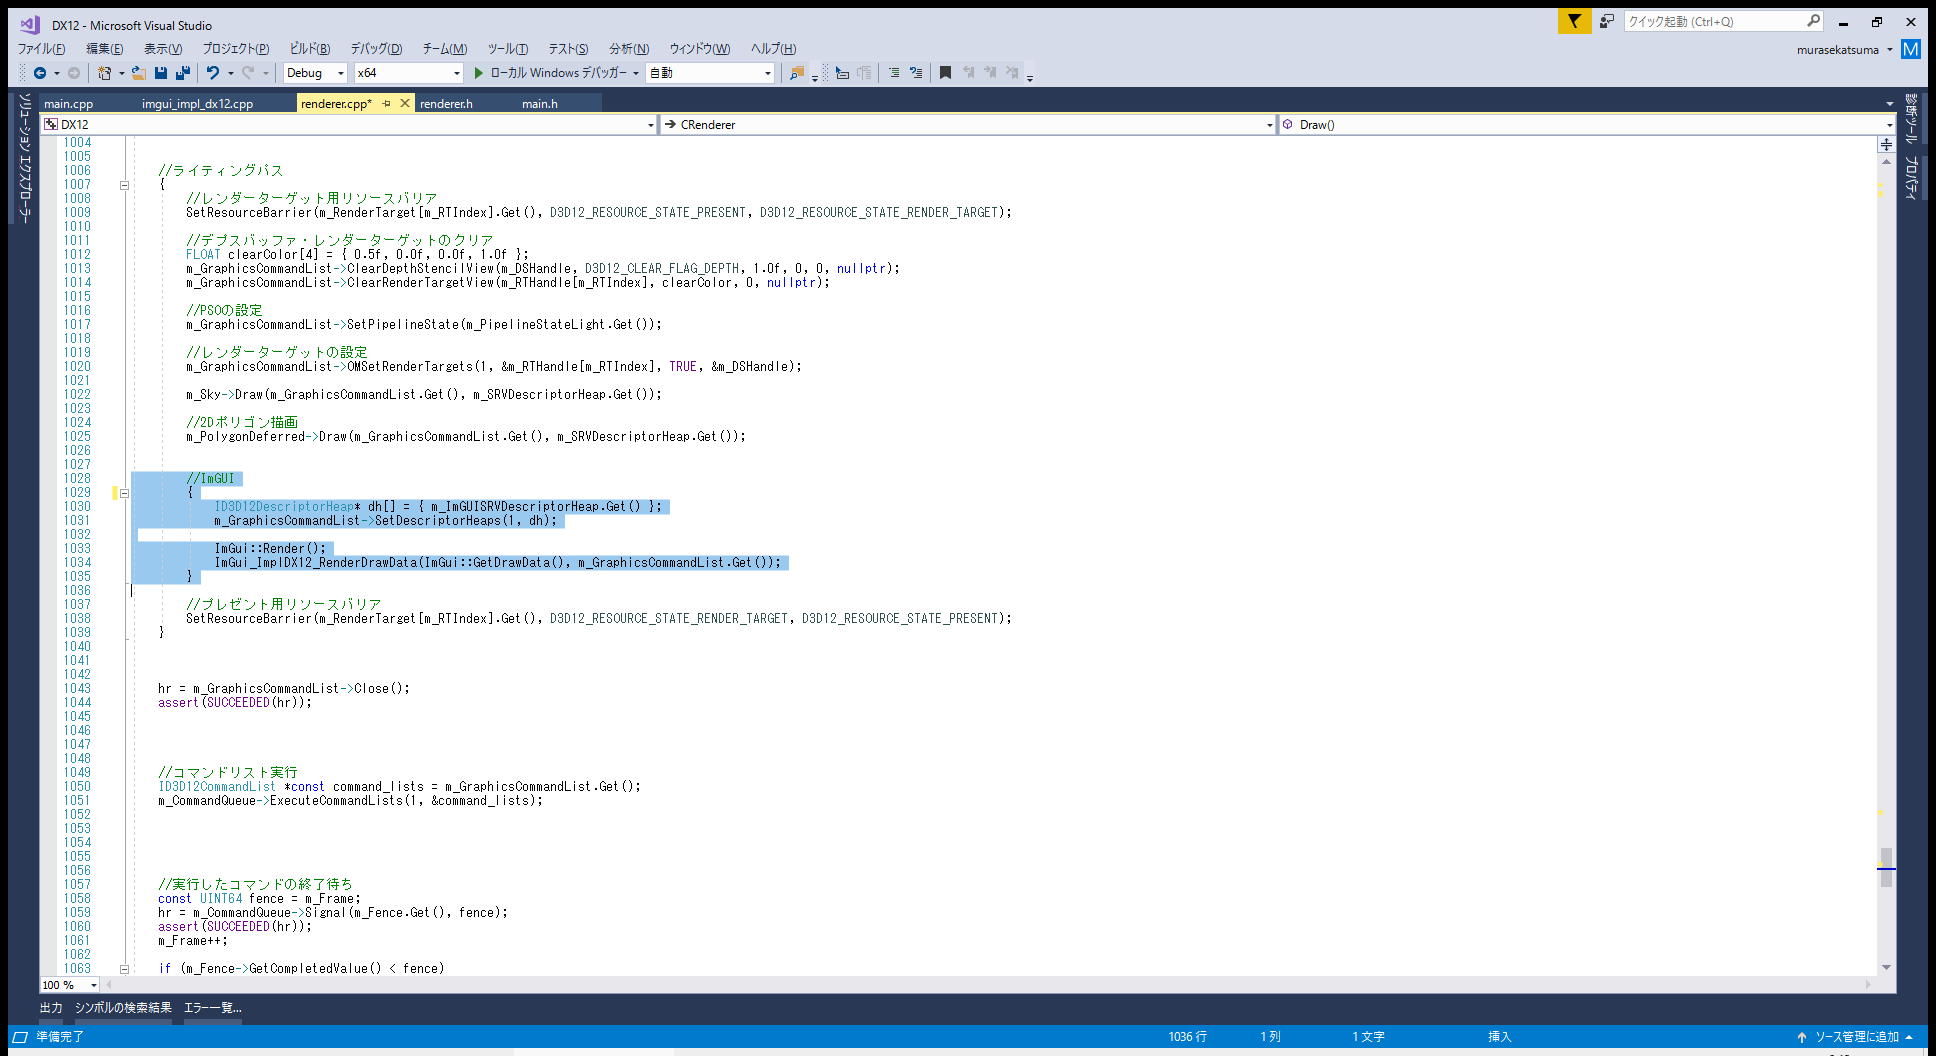 DX12 - Microsoft Visual Studio
クイック起動 (Ctrl+Q)
ファイル(F) 編集(E) 表示(V) プロジェクト(P) ビルド(B) デバッグ(D) チーム(M) ツール(T) テスト(S) 分析(N) ウィンドウ(W) ヘルプ(H)
murasekatsuma M
Debug x64 ローカル Windows デバッガー 自動
ソリューション エクスプローラー
診断ツール プロパティ
main.cpp imgui_impl_dx12.cpp renderer.cpp* renderer.h main.h
DX12 CRenderer Draw()
1004
1005
1006 //ライティングパス
1007 {
1008 //レンダーターゲット用リソースバリア
1009 SetResourceBarrier(m_RenderTarget[m_RTIndex].Get(), D3D12_RESOURCE_STATE_PRESENT, D3D12_RESOURCE_STATE_RENDER_TARGET);
1010
1011 //デプスバッファ・レンダーターゲットのクリア
1012 FLOAT clearColor[4] = { 0.5f, 0.0f, 0.0f, 1.0f };
1013 m_GraphicsCommandList->ClearDepthStencilView(m_DSHandle, D3D12_CLEAR_FLAG_DEPTH, 1.0f, 0, 0, nullptr);
1014 m_GraphicsCommandList->ClearRenderTargetView(m_RTHandle[m_RTIndex], clearColor, 0, nullptr);
1015
1016 //PSOの設定
1017 m_GraphicsCommandList->SetPipelineState(m_PipelineStateLight.Get());
1018
1019 //レンダーターゲットの設定
1020 m_GraphicsCommandList->OMSetRenderTargets(1, &m_RTHandle[m_RTIndex], TRUE, &m_DSHandle);
1021
1022 m_Sky->Draw(m_GraphicsCommandList.Get(), m_SRVDescriptorHeap.Get());
1023
1024 //2Dポリゴン描画
1025 m_PolygonDeferred->Draw(m_GraphicsCommandList.Get(), m_SRVDescriptorHeap.Get());
1026
1027
1028 //ImGUI
1029 {
1030 ID3D12DescriptorHeap* dh[] = { m_ImGUISRVDescriptorHeap.Get() };
1031 m_GraphicsCommandList->SetDescriptorHeaps(1, dh);
1032
1033 ImGui::Render();
1034 ImGui_ImplDX12_RenderDrawData(ImGui::GetDrawData(), m_GraphicsCommandList.Get());
1035 }
1036
1037 //プレゼント用リソースバリア
1038 SetResourceBarrier(m_RenderTarget[m_RTIndex].Get(), D3D12_RESOURCE_STATE_RENDER_TARGET, D3D12_RESOURCE_STATE_PRESENT);
1039 }
1040
1041
1042
1043 hr = m_GraphicsCommandList->Close();
1044 assert(SUCCEEDED(hr));
1045
1046
1047
1048
1049 //コマンドリスト実行
1050 ID3D12CommandList *const command_lists = m_GraphicsCommandList.Get();
1051 m_CommandQueue->ExecuteCommandLists(1, &command_lists);
1052
1053
1054
1055
1056
1057 //実行したコマンドの終了待ち
1058 const UINT64 fence = m_Frame;
1059 hr = m_CommandQueue->Signal(m_Fence.Get(), fence);
1060 assert(SUCCEEDED(hr));
1061 m_Frame++;
1062
1063 if (m_Fence->GetCompletedValue() < fence)
100 %
出力 シンボルの検索結果 エラー一覧...
準備完了 1036 行 1 列 1 文字 挿入 ソース管理に追加